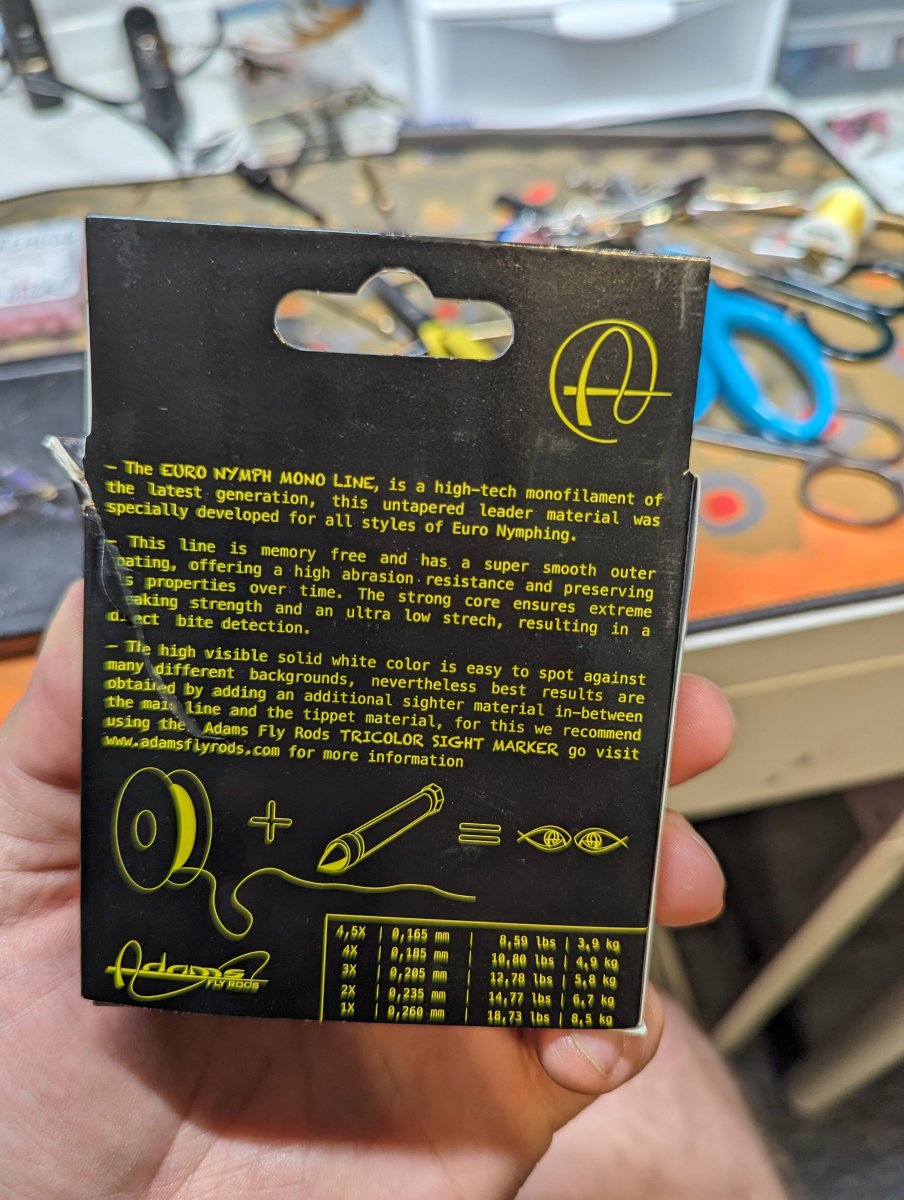 – The EURO NYMPH MONO LINE, is a high-tech monofilament of
the latest generation, this untapered leader material was
specially developed for all styles of Euro Nymphing.
– This line is memory free and has a super smooth outer
oating, offering a high abrasion resistance and preserving
s properties over time. The strong core ensures extreme
aking strength and an ultra low strech, resulting in a
direct bite detection.
– The high visible solid white color is easy to spot against
many different backgrounds, nevertheless best results are
obtained by adding an additional sighter material in-between
the main line and the tippet material, for this we recommend
using the Adams Fly Rods TRICOLOR SIGHT MARKER go visit
www.adamsflyrods.com for more information
4,5X | 0,165 mm | 8,59 lbs | 3,9 kg
4X | 0,185 mm | 10,80 lbs | 4,9 kg
3X | 0,205 mm | 12,78 lbs | 5,8 kg
2X | 0,235 mm | 14,77 lbs | 6,7 kg
1X | 0,260 mm | 18,73 lbs | 8,5 kg
Adams
FLY RODS